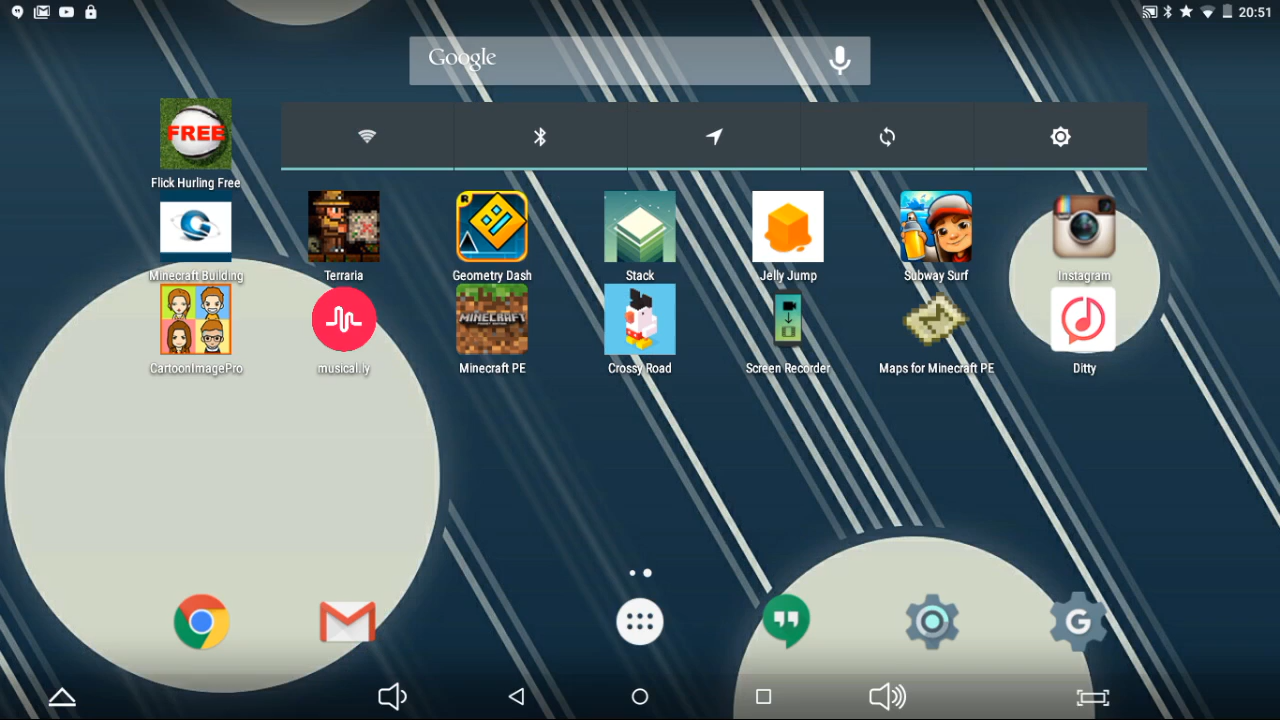 20:51
Google
FREE
Flick Hurling Free
Minecraft Building
Terraria
Geometry Dash
Stack
Jelly Jump
Subway Surf
Instagram
MINECRAFT
CartoonImagePro
musical.ly
Minecraft PE
Crossy Road
Screen Recorder
Maps for Minecraft PE
Ditty
G